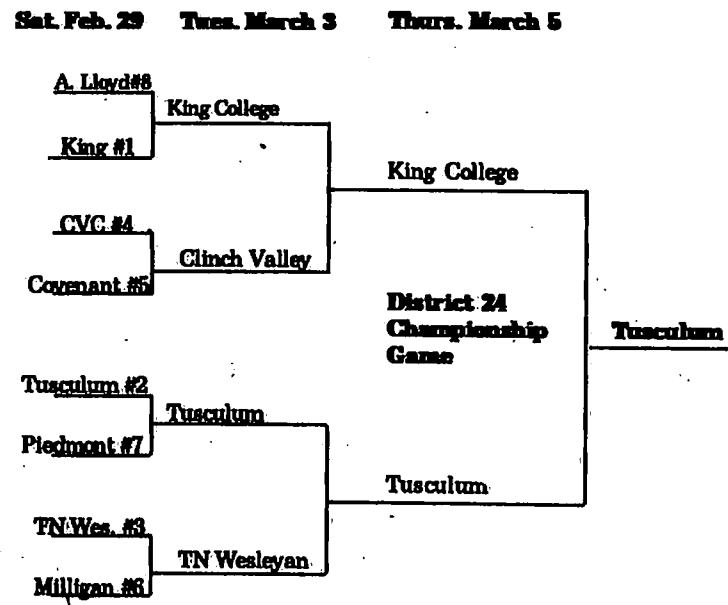 Sat. Feb. 29 Tues. March 3 Thurs. March 5
A. Lloyd#8
King College
King #1
King College
CVC #4
Clinch Valley
Covenant #5
District 24
Championship
Game
Tusculum
Tusculum #2
Tusculum
Piedmont #7
Tusculum
TN Wes. #3
TN Wesleyan
Milligan #6